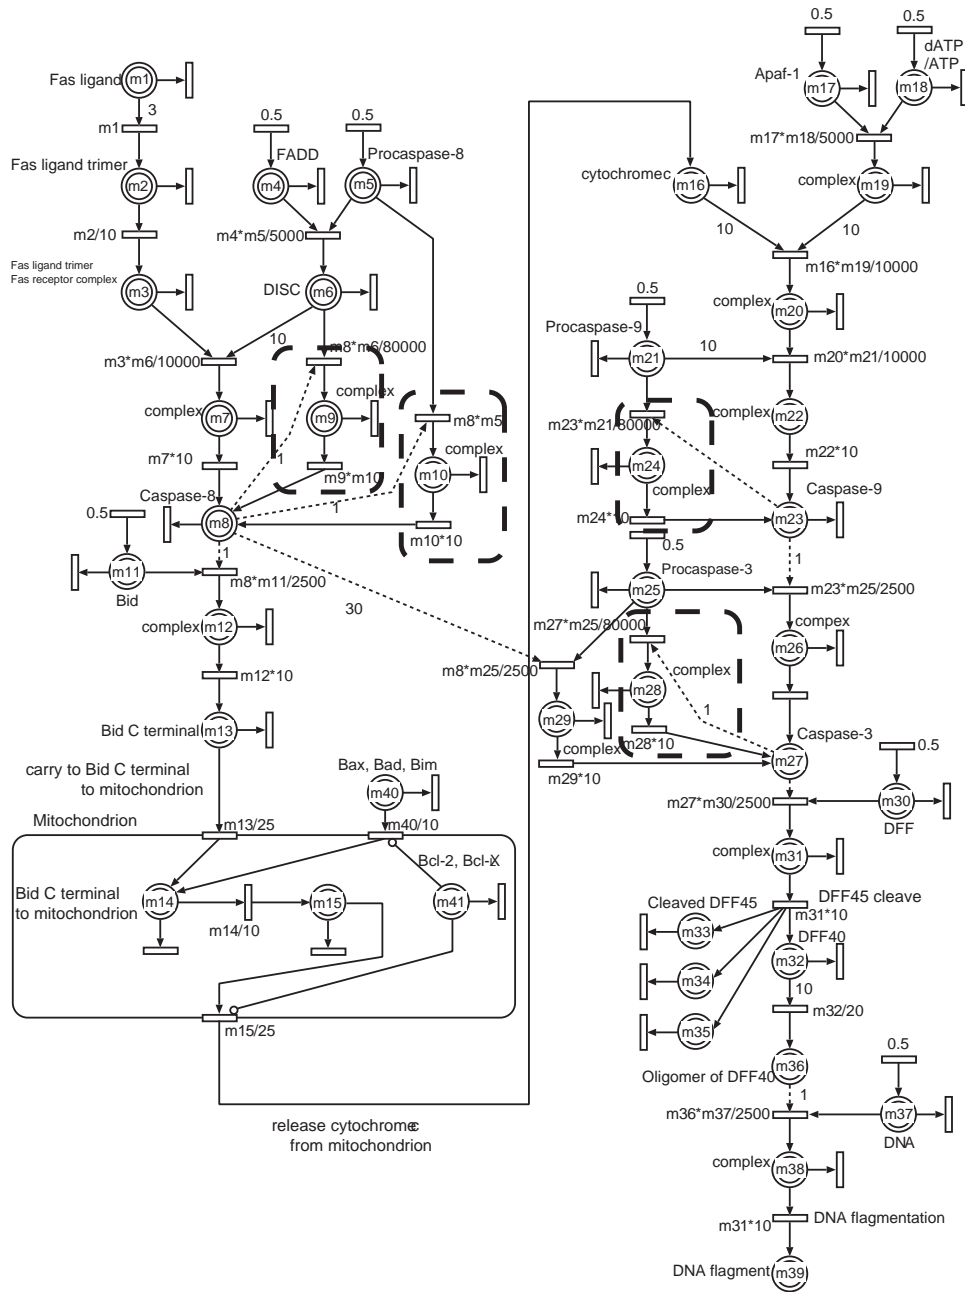 0.5
0.5
dATP
/ATP
Apaf-1
m17
m18
m17*m18/5000
Fas ligand
m1
3
m1
Fas ligand trimer
m2
0.5
0.5
FADD
Procaspase-8
m4
m5
cytochromec
m16
complex
m19
10
10
m2/10
m4*m5/5000
m16*m19/10000
Fas ligand trimer
Fas receptor complex
m3
DISC
m6
complex
m20
0.5
Procaspase-9
m21
10
m20*m21/10000
10
m3*m6/10000
m8*m6/80000
complex
m7
complex
m9
m8*m5
complex
m22
m23*m21/80000
m7*10
1
m9*m10
complex
m10
m24
complex
m22*10
Caspase-8
1
Caspase-9
0.5
m8
m10*10
m24*10
m23
1
0.5
1
m11
Bid
m8*m11/2500
Procaspase-3
m25
m23*m25/2500
30
complex
m12
m27*m25/80000
compex
m26
m12*10
m8*m25/2500
complex
m28
1
Bid C terminal
m13
m29
complex
m28*10
Caspase-3
m27
m29*10
0.5
carry to Bid C terminal
to mitochondrion
Bax, Bad, Bim
m40
m27*m30/2500
m30
DFF
Mitochondrion
m13/25
m40/10
complex
m31
Bcl-2, Bcl-X
Bid C terminal
to mitochondrion
m14
m14/10
m15
m41
DFF45 cleave
m31*10
Cleaved DFF45
m33
DFF40
m32
m34
10
m32/20
m35
m15/25
m36
Oligomer of DFF40
0.5
1
m36*m37/2500
m37
DNA
release cytochromec
from mitochondrion
complex
m38
m31*10
DNA flagmentation
DNA flagment
m39